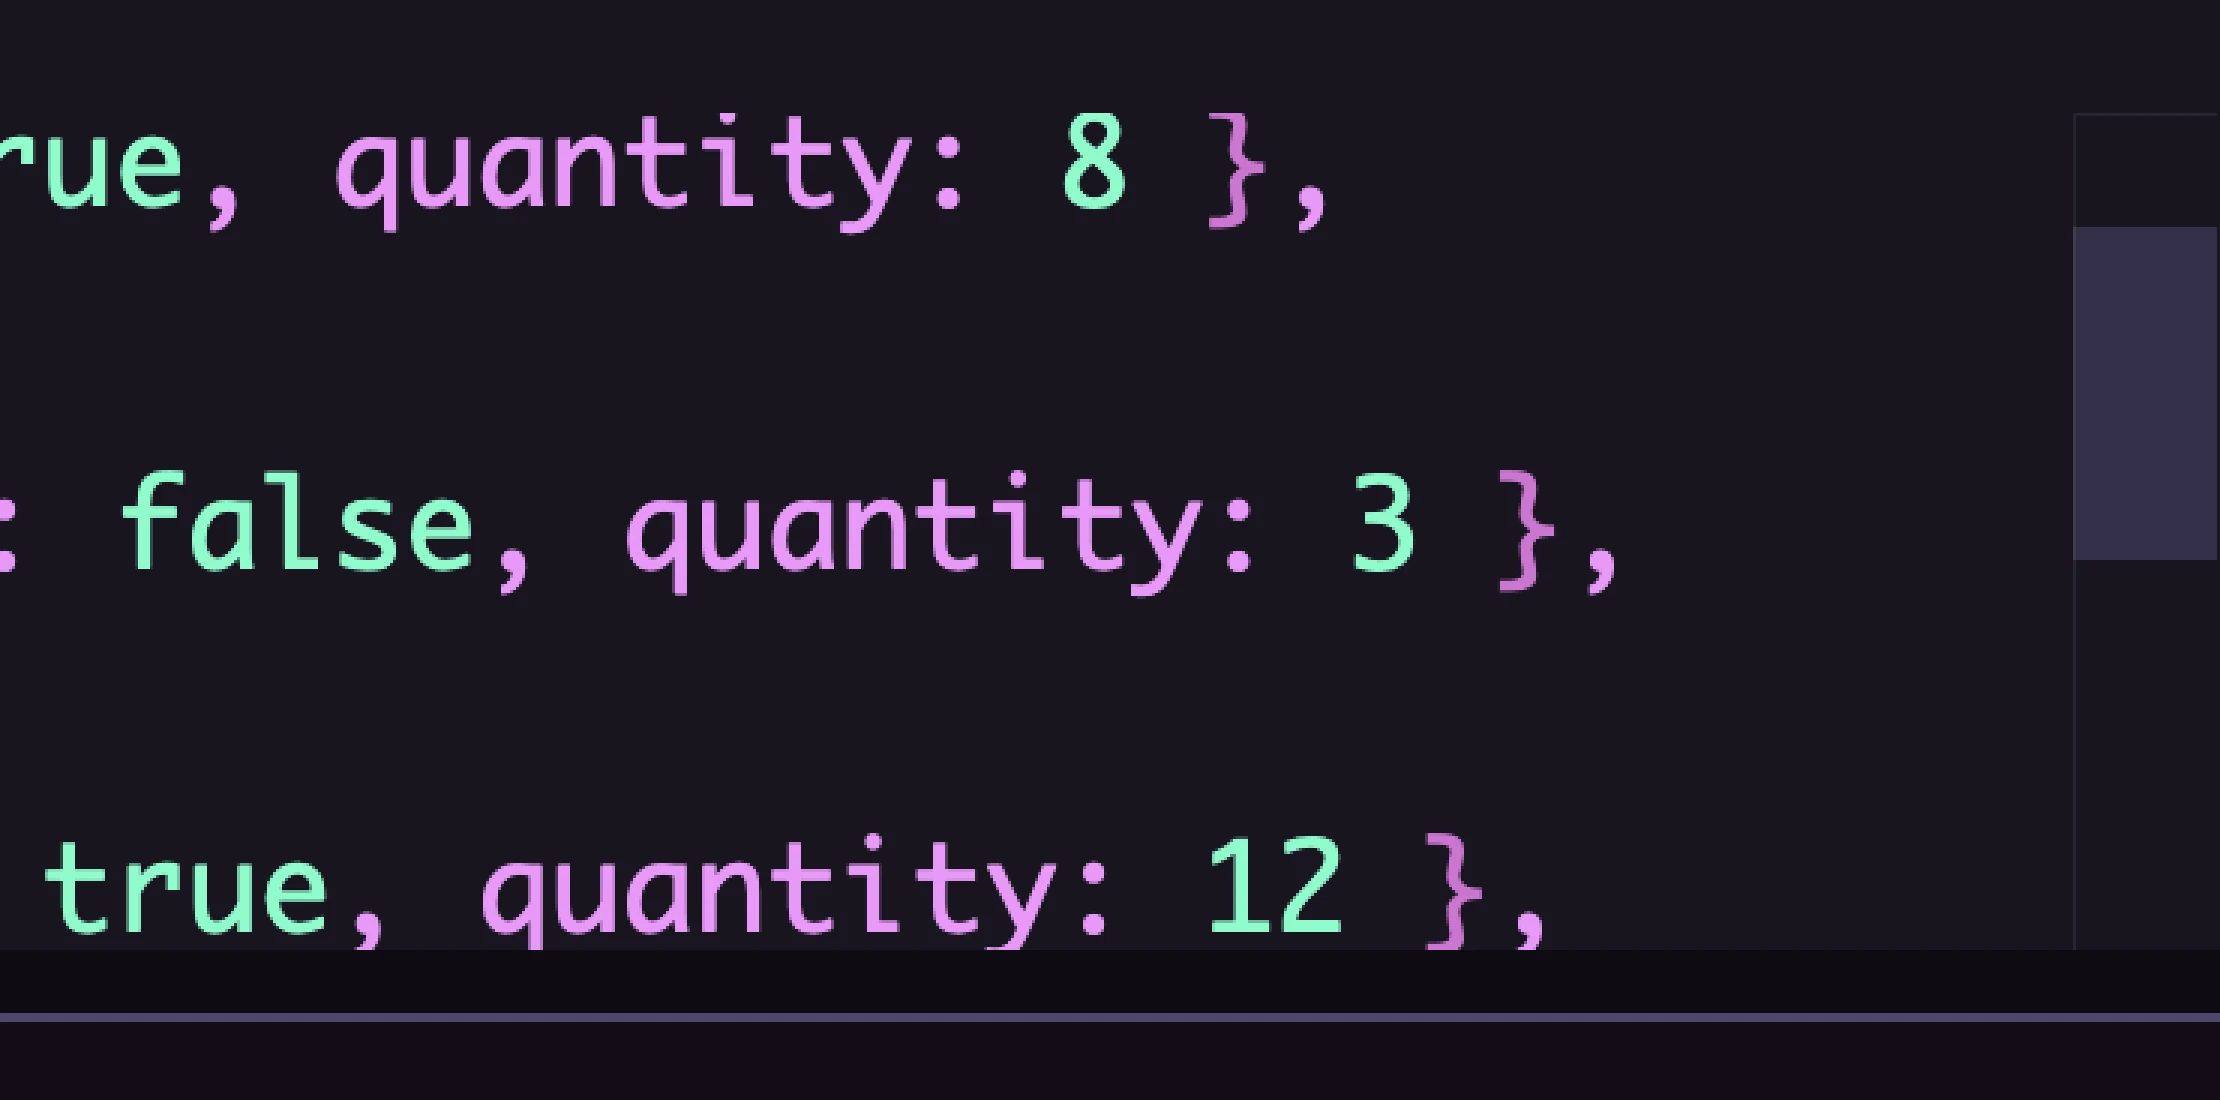 rue, quantity: 8 },
: false, quantity: 3 },
true, quantity: 12 },